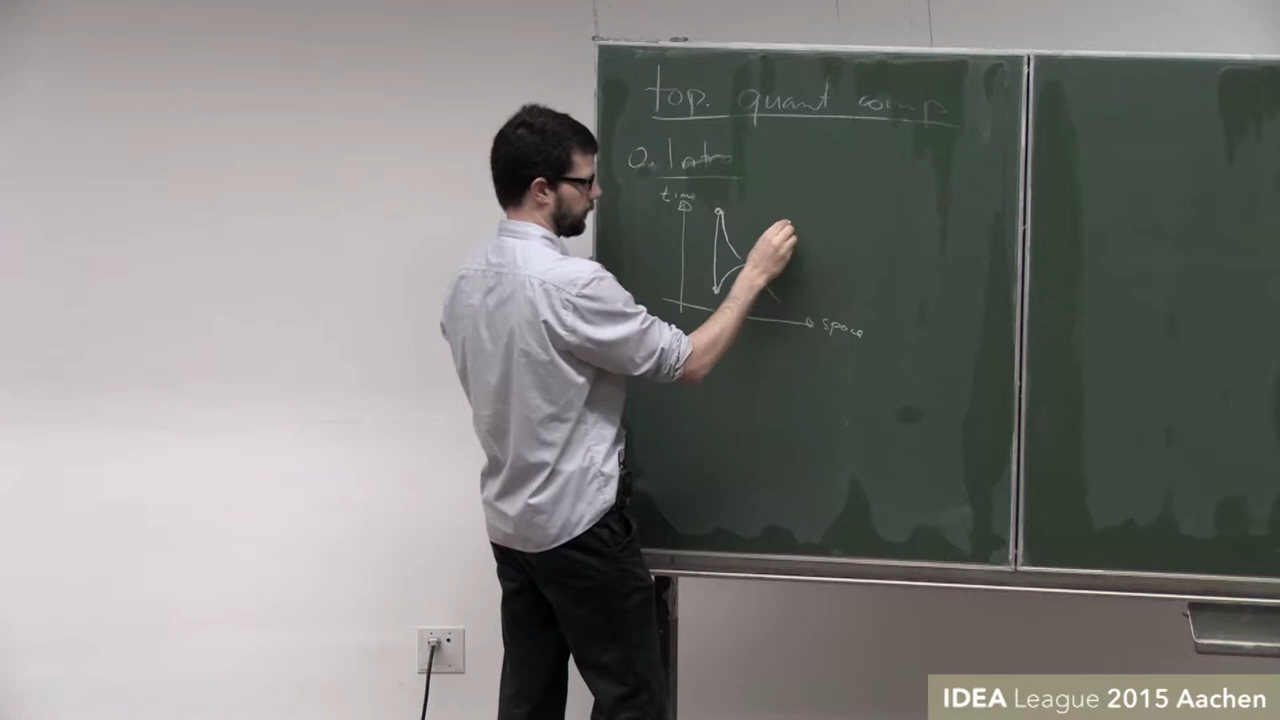 top. quant comp
0. Intro
time
space
IDEA League 2015 Aachen